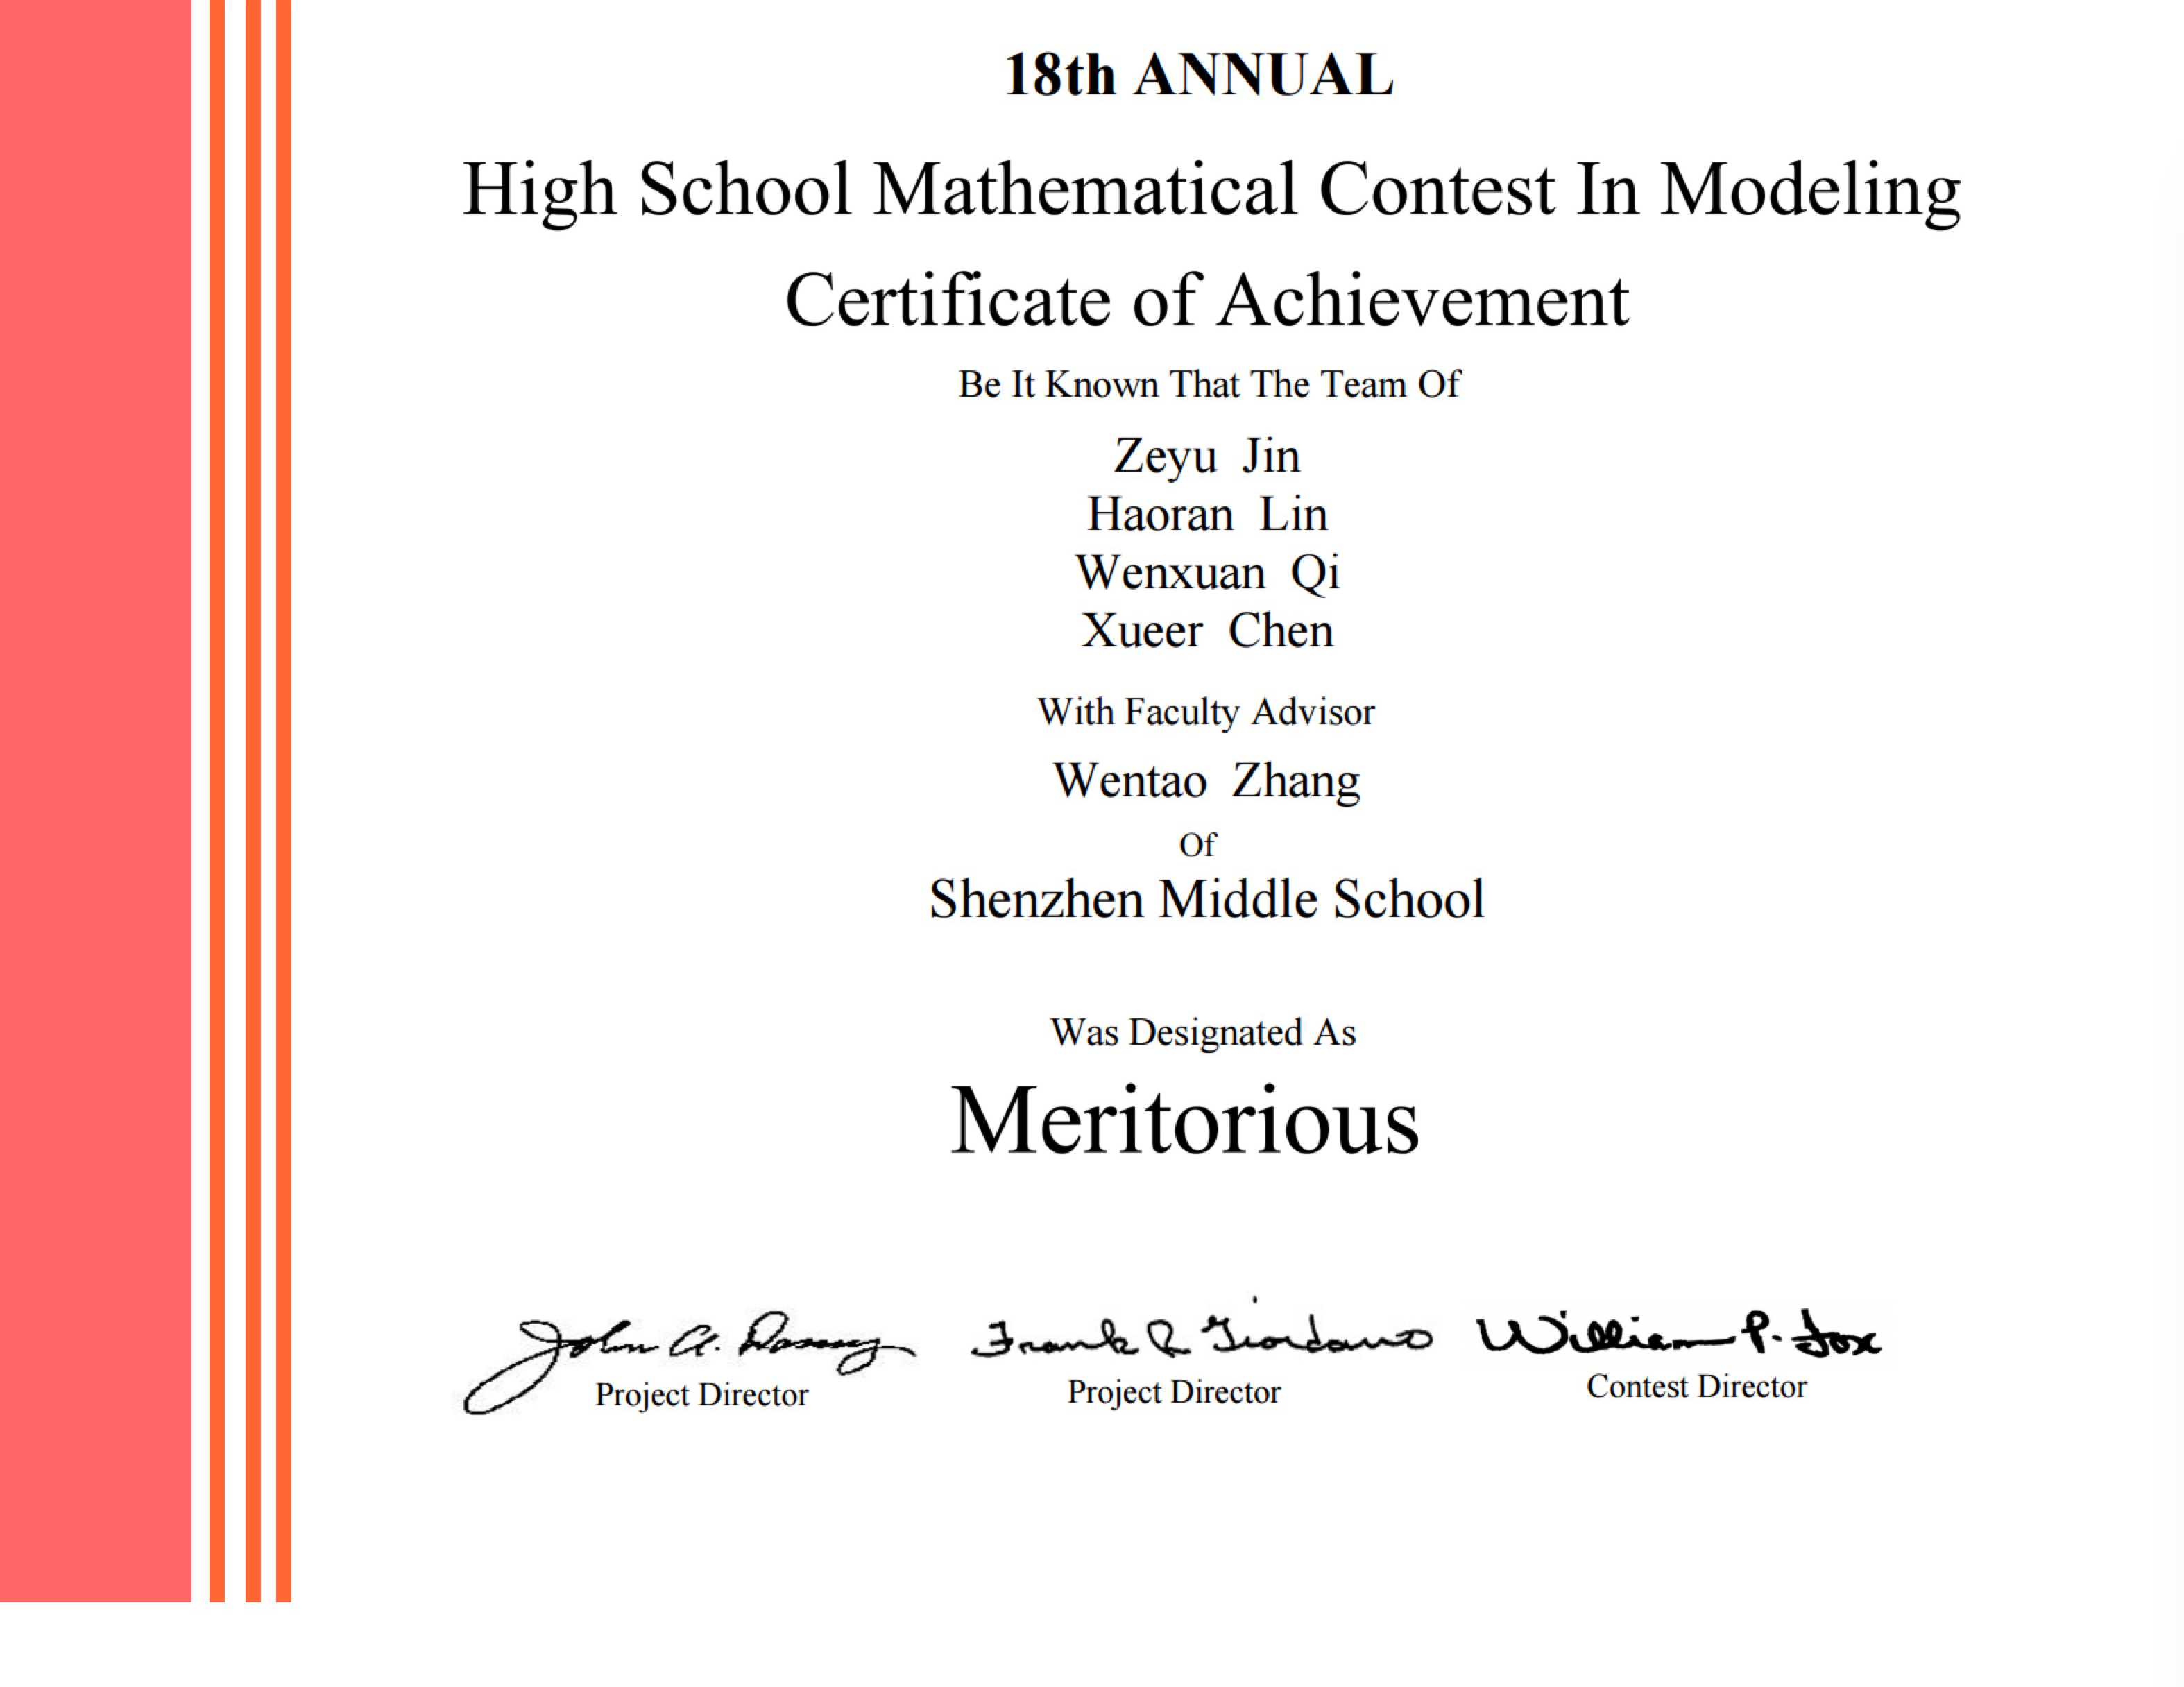 18th ANNUAL
High School Mathematical Contest In Modeling
Certificate of Achievement
Be It Known That The Team Of
Zeyu Jin
Haoran Lin
Wenxuan Qi
Xueer Chen
With Faculty Advisor
Wentao Zhang
Of
Shenzhen Middle School
Was Designated As
Meritorious
John A. Frank R Giordano William P. Fox
Project Director Project Director Contest Director